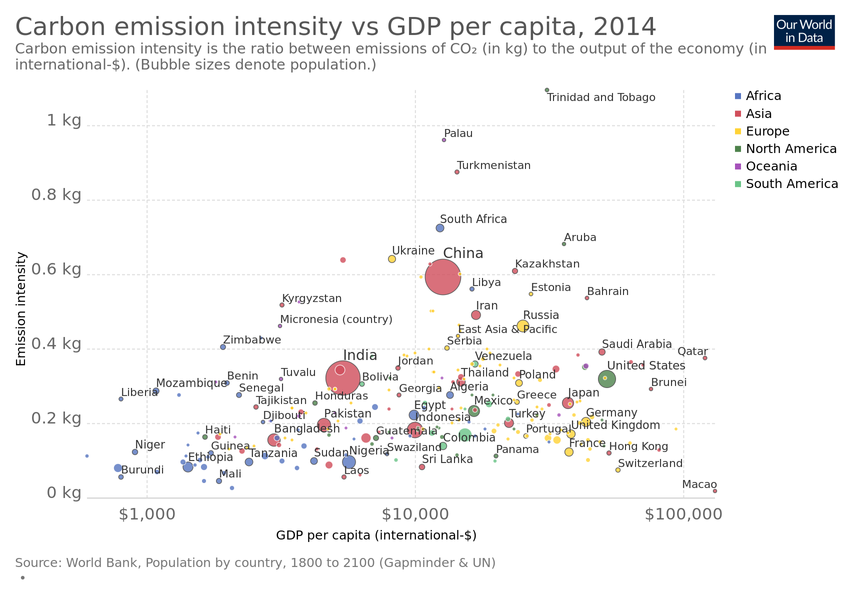 Carbon emission intensity vs GDP per capita, 2014
Our World
in Data
Carbon emission intensity is the ratio between emissions of CO₂ (in kg) to the output of the economy (in
international-$). (Bubble sizes denote population.)
Trinidad and Tobago
Africa
Asia
Europe
North America
Oceania
South America
1 kg
Palau
Turkmenistan
0.8 kg
South Africa
Aruba
Ukraine
China
Kazakhstan
0.6 kg
Libya
Estonia
Bahrain
Kyrgyzstan
Iran
Russia
Micronesia (country)
East Asia & Pacific
Emission intensity
Zimbabwe
Serbia
Saudi Arabia
0.4 kg
India
Venezuela
Qatar
Jordan
United States
Tuvalu
Benin
Bolivia
Thailand
Poland
Mozambique
Liberia
Senegal
Honduras
Georgia
Algeria
Greece
Japan
Brunei
Tajikistan
Egypt
Mexico
Djibouti
Pakistan
Indonesia
Turkey
Germany
0.2 kg
Haiti
Bangladesh
Guatemala
Colombia
Portugal
United Kingdom
Niger
Guinea
Tanzania
Sudan
Nigeria
Swaziland
Panama
France
Hong Kong
Ethiopia
Sri Lanka
Switzerland
Burundi
Mali
Laos
Macao
0 kg
$1,000
$10,000
$100,000
GDP per capita (international-$)
Source: World Bank, Population by country, 1800 to 2100 (Gapminder & UN)